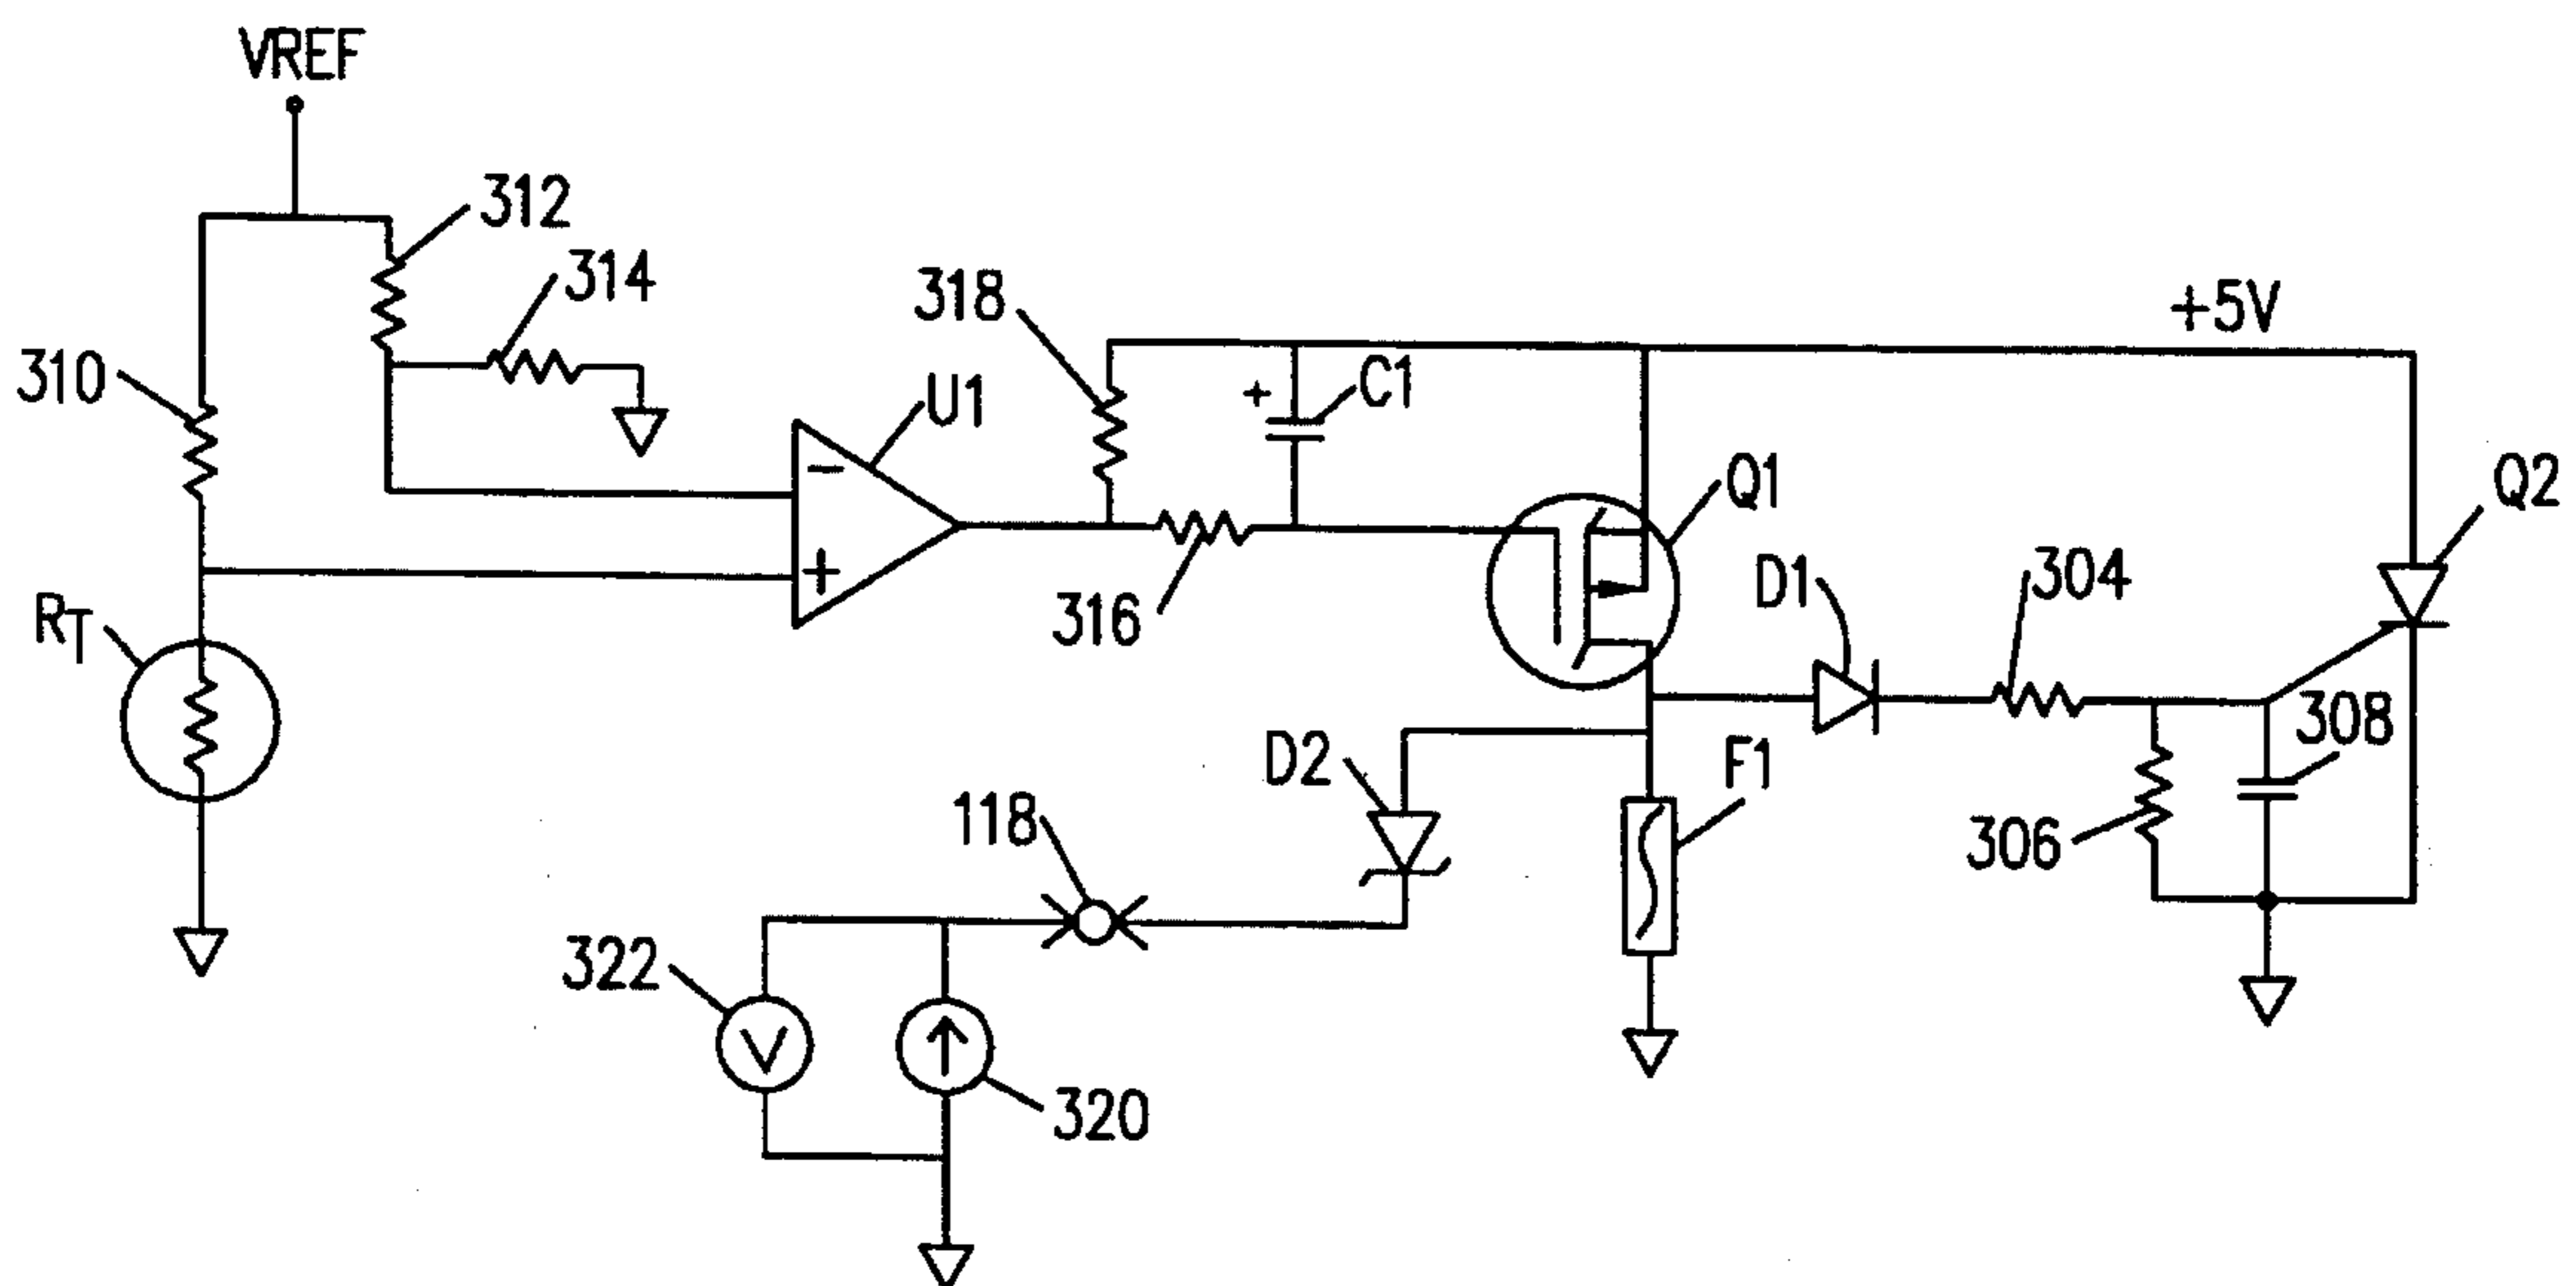 VREF
312
314
318
+5V
310
U1
+
C1
Q1
Q2
−
+
RT
316
D1
304
308
D2
F1
118
306
322
V
320